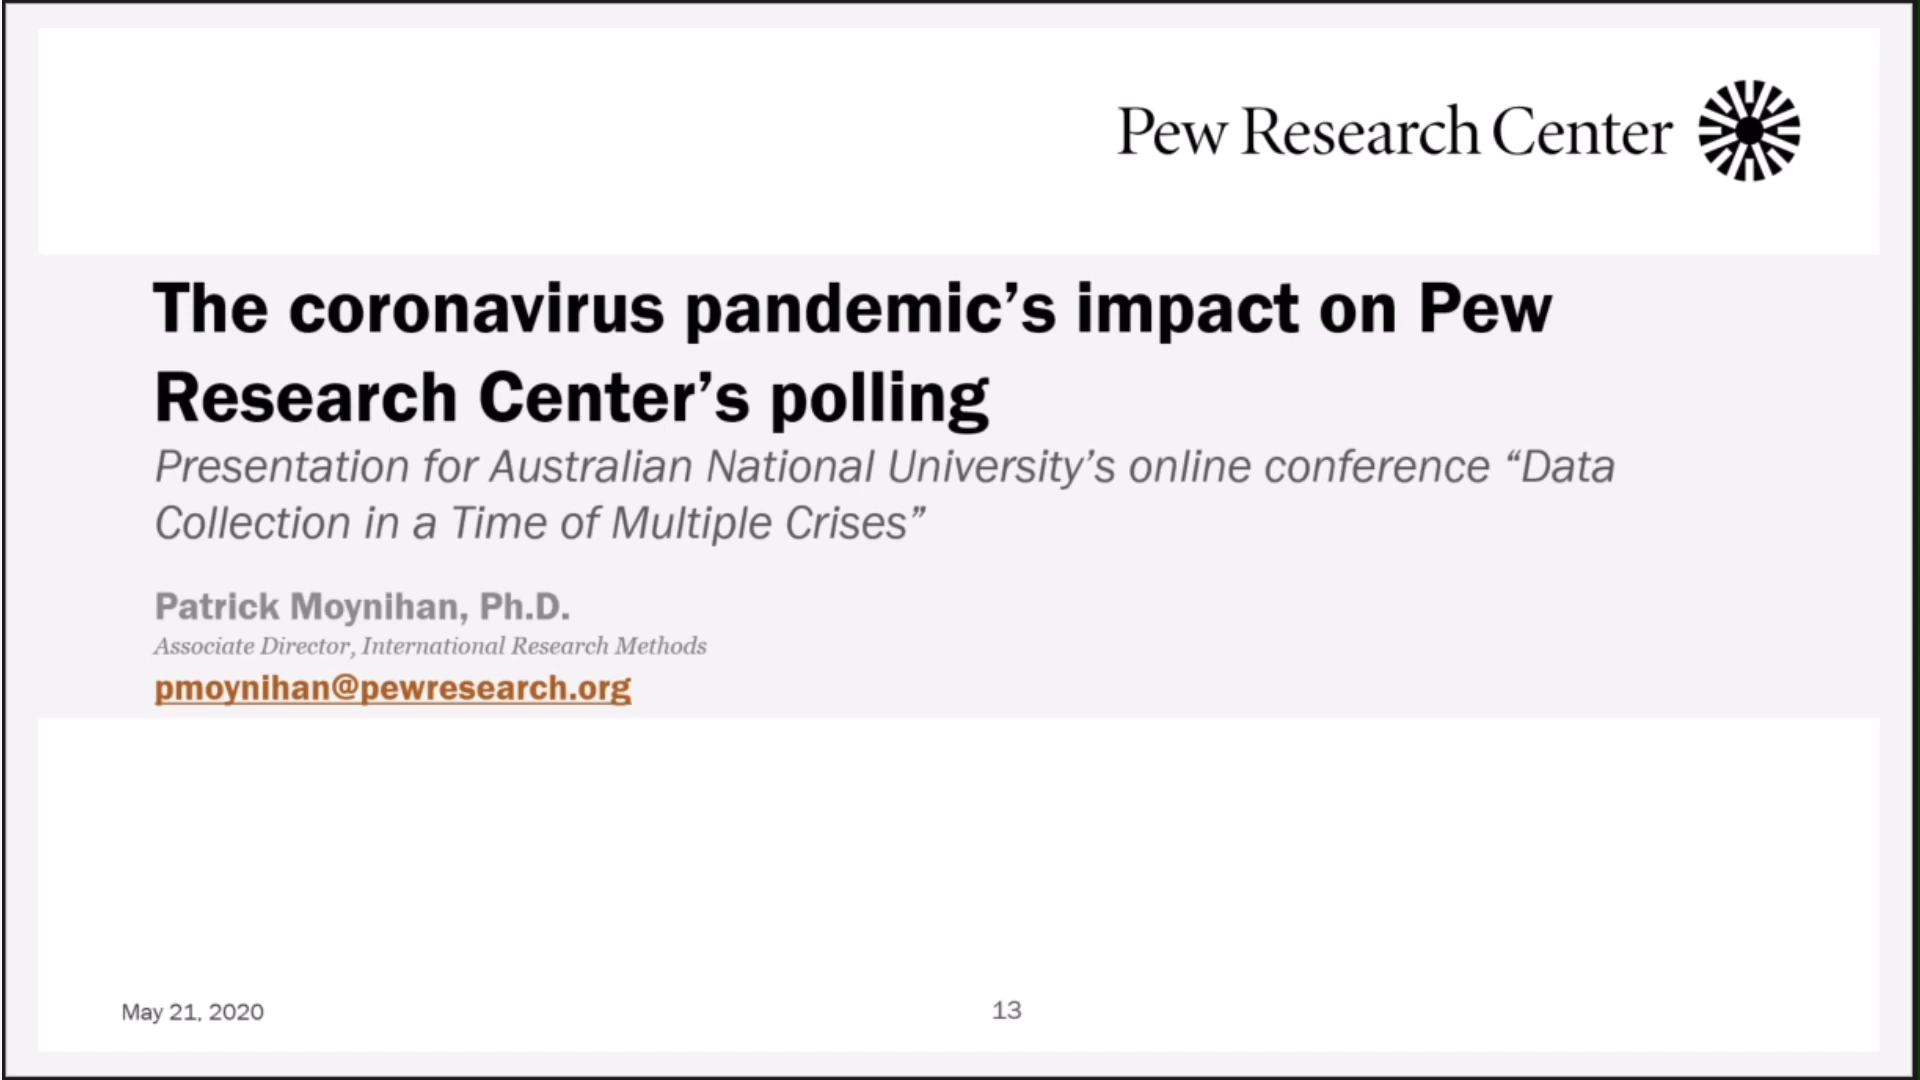 Pew Research Center
The coronavirus pandemic’s impact on Pew
Research Center’s polling
Presentation for Australian National University’s online conference “Data
Collection in a Time of Multiple Crises”
Patrick Moynihan, Ph.D.
Associate Director, International Research Methods
pmoynihan@pewresearch.org
May 21, 2020
13